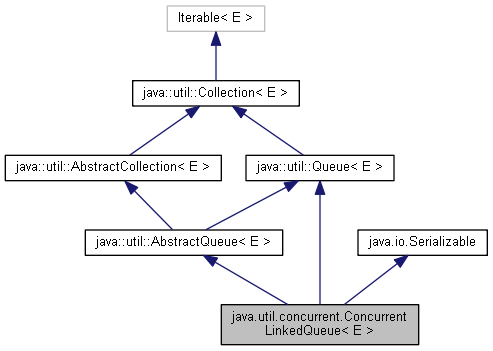 Iterable< E >
java::util::Collection< E >
java::util::AbstractCollection< E >
java::util::Queue< E >
java::util::AbstractQueue< E >
java.io.Serializable
java.util.concurrent.Concurrent
LinkedQueue< E >